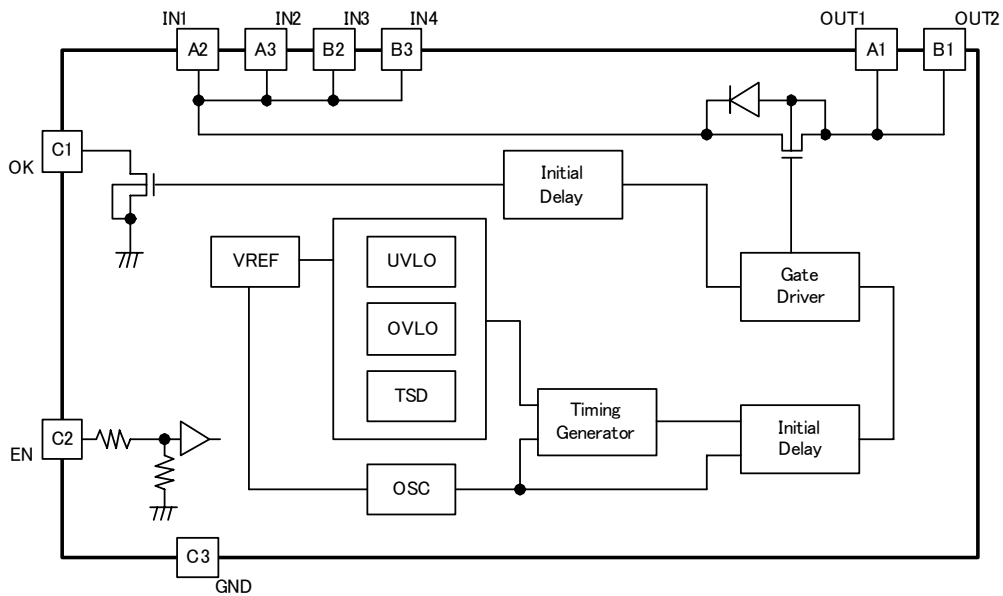 IN1
IN2
IN3
IN4
OUT1
OUT2
A2
A3
B2
B3
A1
B1
C1
OK
Initial
Delay
VREF
UVLO
OVLO
TSD
Gate
Driver
Timing
Generator
Initial
Delay
C2
EN
OSC
C3
GND